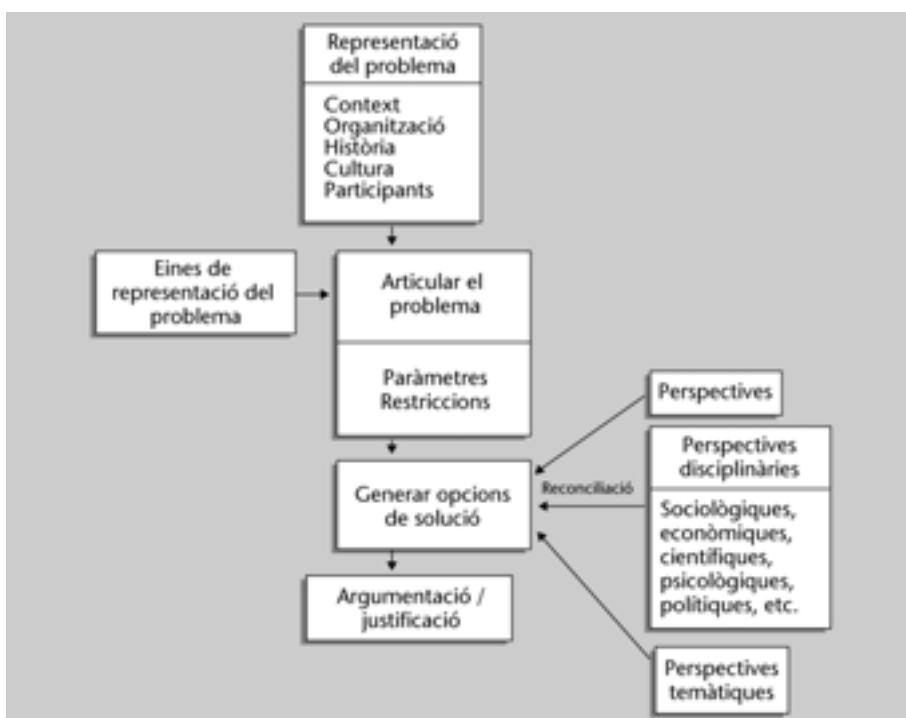 Representació
del problema
Context
Organització
Història
Cultura
Participants
Eines de
representació del
problema
Articular el
problema
Paràmetres
Restriccions
Perspectives
Perspectives
disciplinàries
Sociològiques,
econòmiques,
científiques,
psicològiques,
polítiques, etc.
Reconciliació
Generar opcions
de solució
Argumentació /
justificació
Perspectives
temàtiques